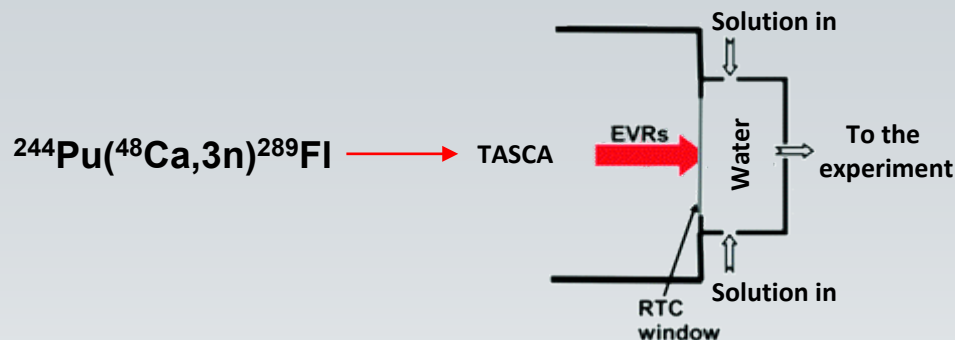 Solution in
²⁴⁴Pu(⁴⁸Ca,3n)²⁸⁹Fl
TASCA
EVRs
Water
To the
experiment
Solution in
RTC
window